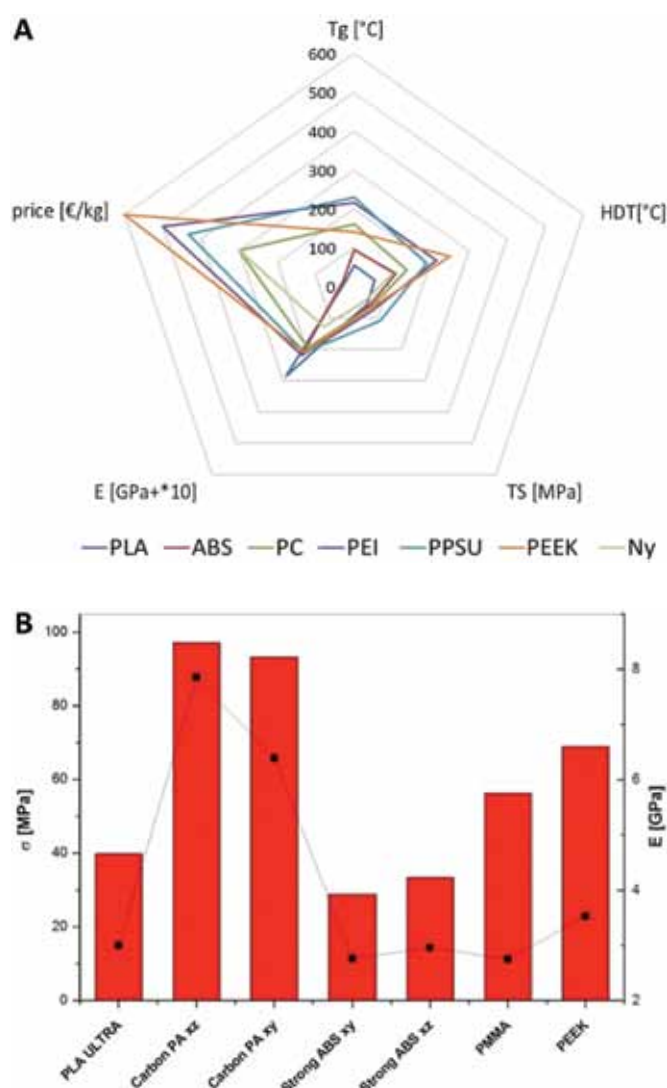 A
Tg [°C]
600
500
400
300
200
100
0
price [€/kg]
HDT[°C]
E [GPa+*10]
TS [MPa]
PLA ABS PC PEI PPSU PEEK Ny
B
100
80
60
40
20
0
σ [MPa]
8
6
4
2
E [GPa]
PLA ULTRA
Carbon PA xz
Carbon PA xy
Strong ABS xy
Strong ABS xz
PMMA
PEEK